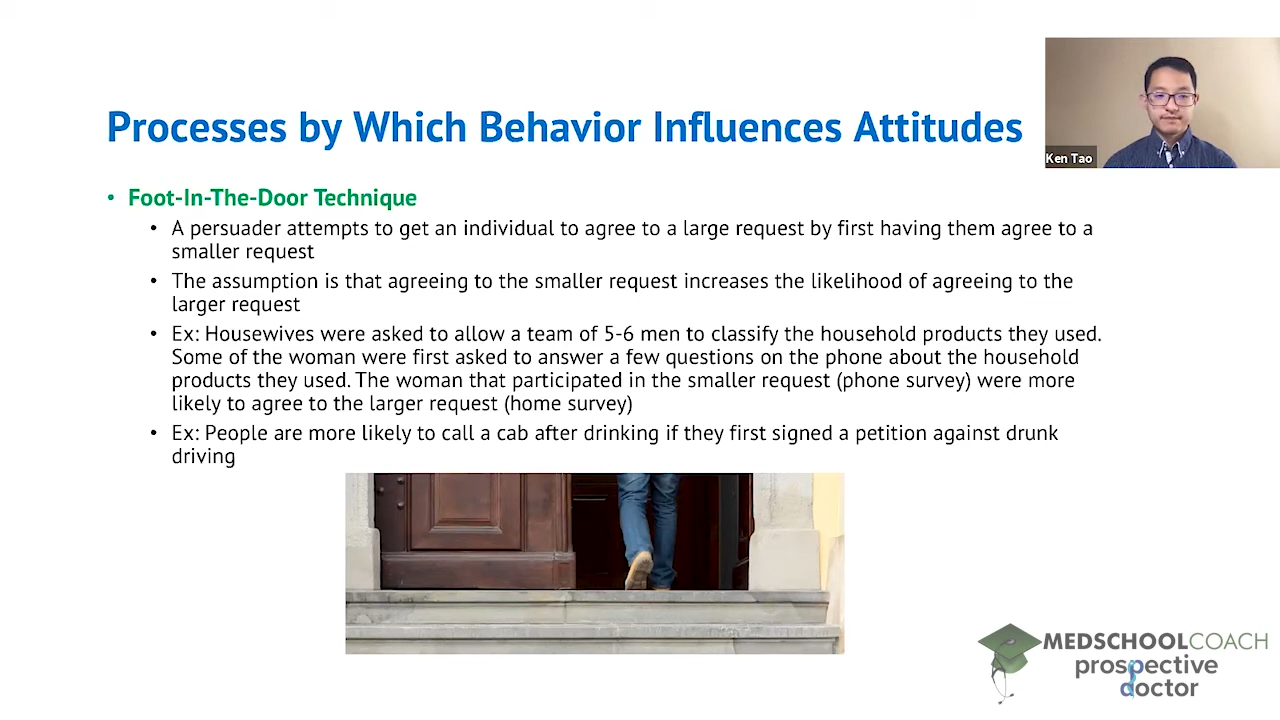 Processes by Which Behavior Influences Attitudes
Ken Tao
• Foot-In-The-Door Technique
• A persuader attempts to get an individual to agree to a large request by first having them agree to a
smaller request
• The assumption is that agreeing to the smaller request increases the likelihood of agreeing to the
larger request
• Ex: Housewives were asked to allow a team of 5-6 men to classify the household products they used.
Some of the woman were first asked to answer a few questions on the phone about the household
products they used. The woman that participated in the smaller request (phone survey) were more
likely to agree to the larger request (home survey)
• Ex: People are more likely to call a cab after drinking if they first signed a petition against drunk
driving
MEDSCHOOLCOACH
prospective
doctor